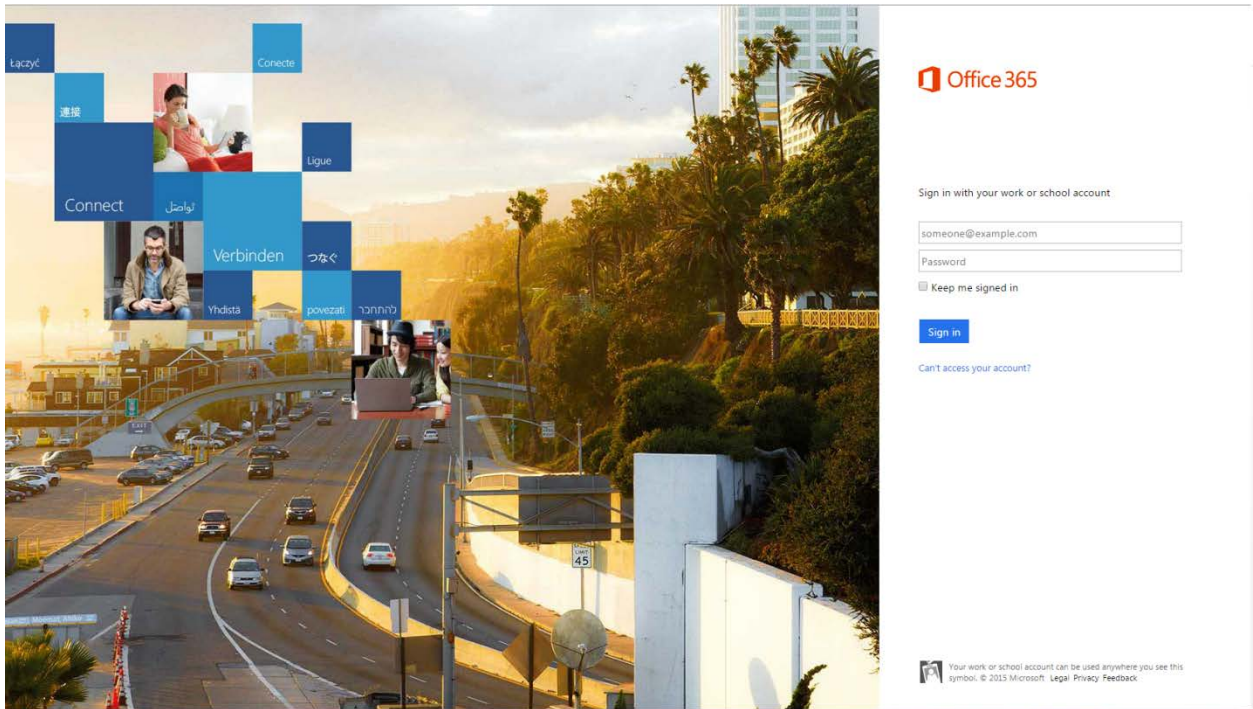 Łączyć
Conecte
連接
Ligue
Connect
تواصل
Verbinden
つなぐ
Yhdistä
povezati
להתחבר
EXIT
LIMIT
45
Office 365
Sign in with your work or school account
someone@example.com
Password
Keep me signed in
Sign in
Can't access your account?
Your work or school account can be used anywhere you see this
symbol. © 2015 Microsoft Legal Privacy Feedback